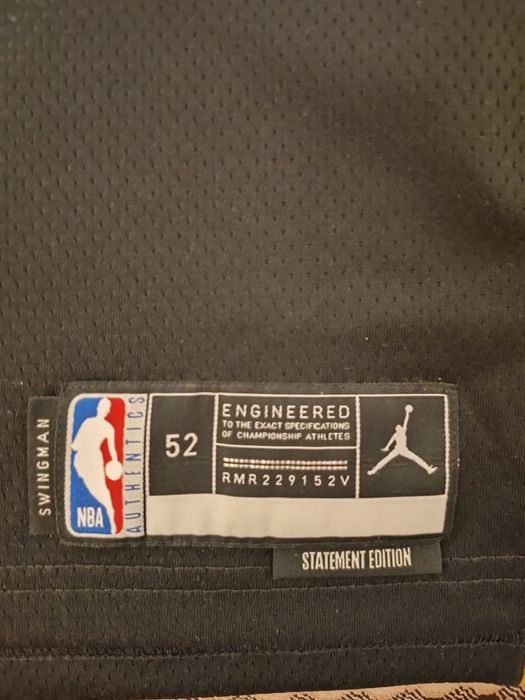 SWINGMAN
NBA
AUTHENTICS
52
ENGINEERED
TO THE EXACT SPECIFICATIONS
OF CHAMPIONSHIP ATHLETES
RMR229152V
STATEMENT EDITION